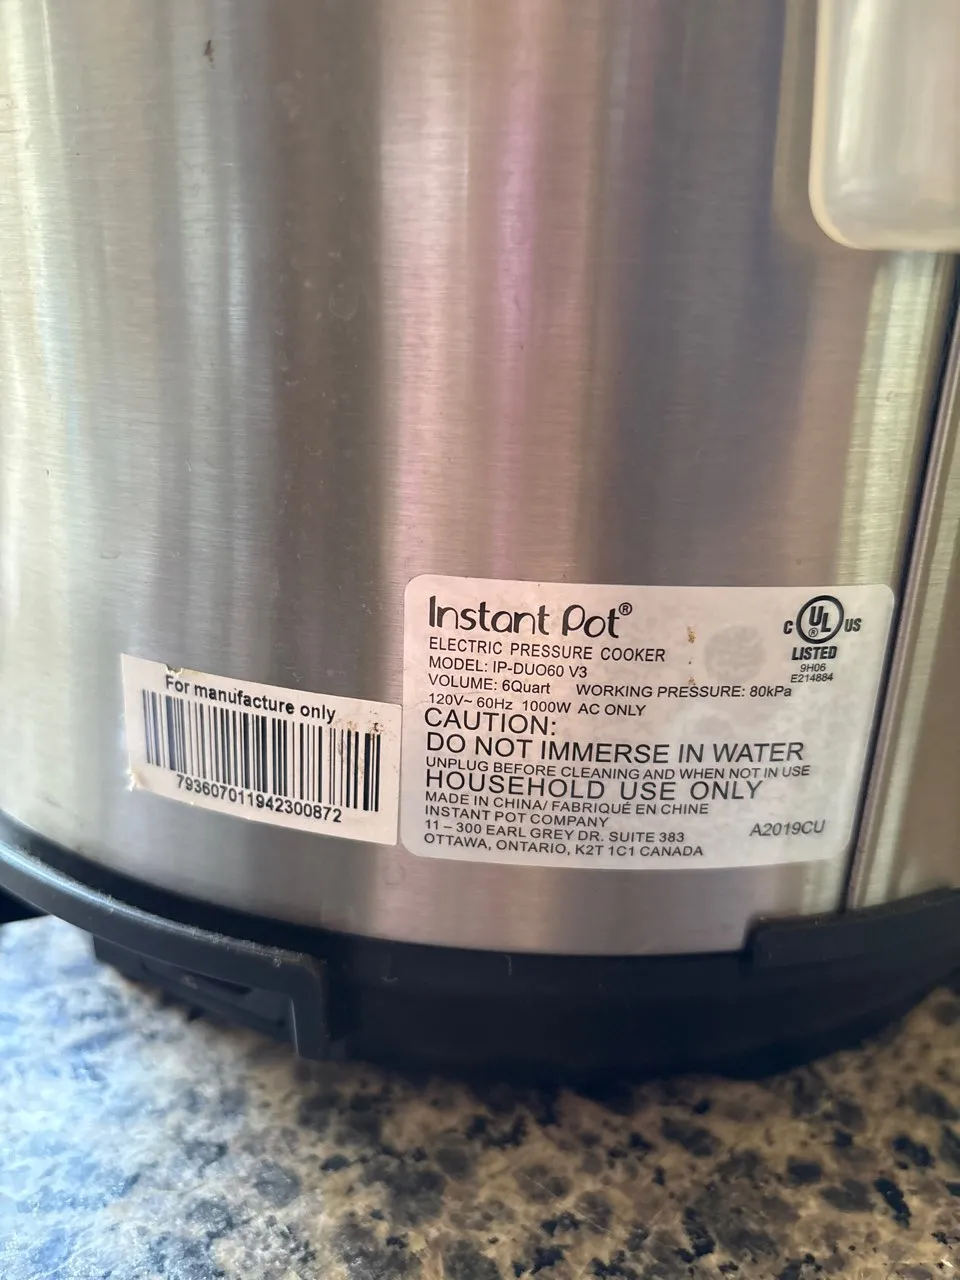 For manufacture only
793607011942300872
Instant Pot®
ELECTRIC PRESSURE COOKER
MODEL: IP-DUO60 V3
VOLUME: 6Quart WORKING PRESSURE: 80kPa
120V~ 60Hz 1000W AC ONLY
CAUTION:
DO NOT IMMERSE IN WATER
UNPLUG BEFORE CLEANING AND WHEN NOT IN USE
HOUSEHOLD USE ONLY
MADE IN CHINA/ FABRIQUÉ EN CHINE
INSTANT POT COMPANY
11 – 300 EARL GREY DR. SUITE 383
OTTAWA, ONTARIO, K2T 1C1 CANADA
C UL® US
LISTED
9H06
E214884
A2019CU